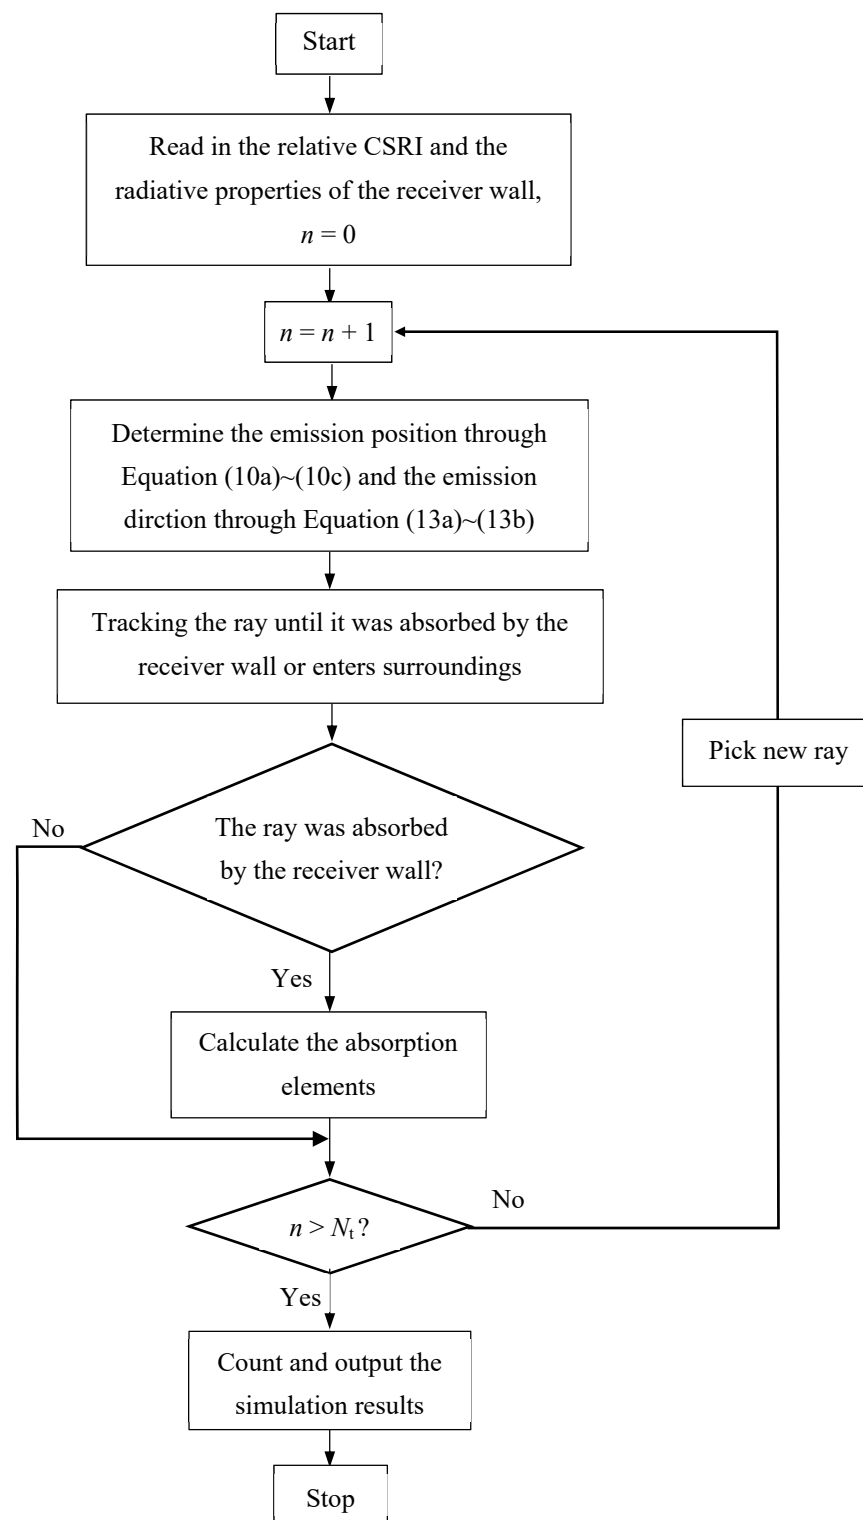 Start
Read in the relative CSRI and the
radiative properties of the receiver wall,
n = 0
n = n + 1
Determine the emission position through
Equation (10a)~(10c) and the emission
dirction through Equation (13a)~(13b)
Tracking the ray until it was absorbed by the
receiver wall or enters surroundings
Pick new ray
No
The ray was absorbed
by the receiver wall?
Yes
Calculate the absorption
elements
No
n > Nt?
Yes
Count and output the
simulation results
Stop